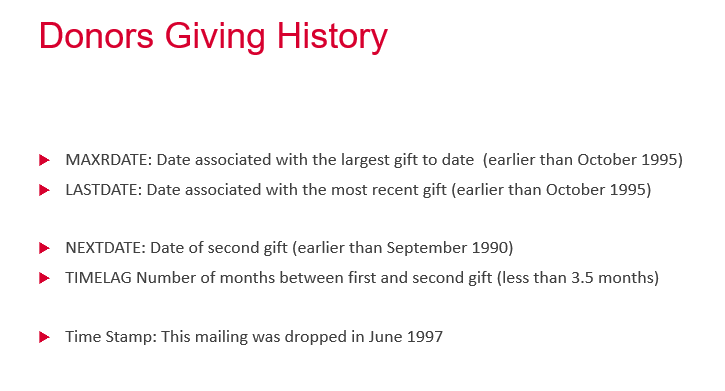 Donors Giving History
MAXRDATE: Date associated with the largest gift to date (earlier than October 1995)
LASTDATE: Date associated with the most recent gift (earlier than October 1995)
NEXTDATE: Date of second gift (earlier than September 1990)
TIMELAG Number of months between first and second gift (less than 3.5 months)
Time Stamp: This mailing was dropped in June 1997